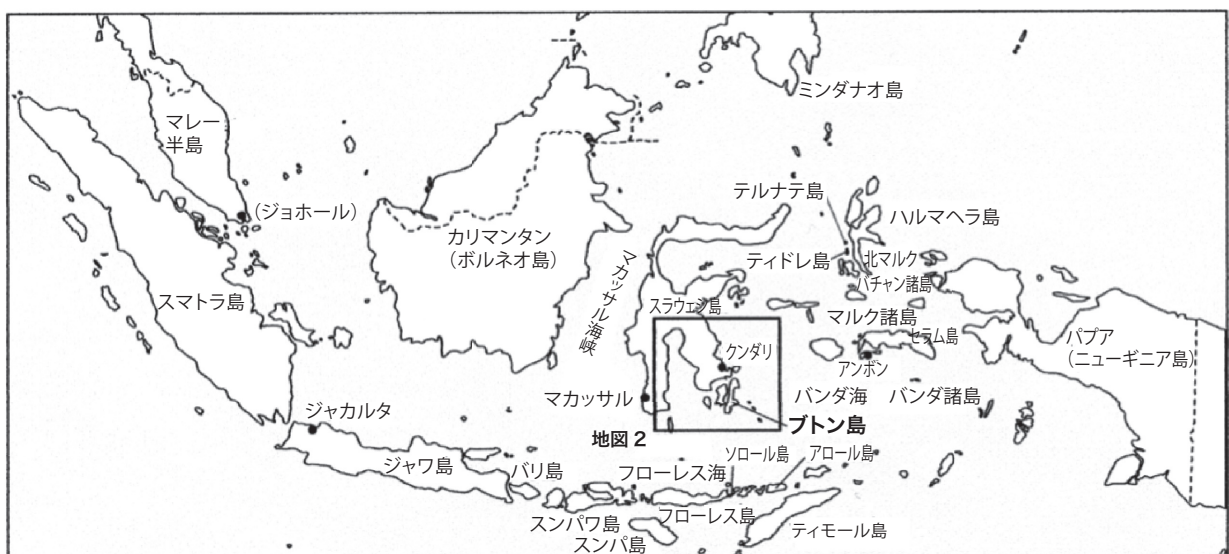 ミンダナオ島
マレー
半島
テルナテ島
(ジョホール)
ハルマヘラ島
カリマンタン
(ボルネオ島)
マカッサル海峡
ティドレ島
北マルク
バチャン諸島
スマトラ島
スラウェシ島
マルク諸島
セラム島
パプア
(ニューギニア島)
クンダリ
アンボン
マカッサル
バンダ海
バンダ諸島
ジャカルタ
ブトン島
地図2
ソロール島
アロール島
ジャワ島
バリ島
フローレス海
スンパワ島
フローレス島
ティモール島
スンパ島